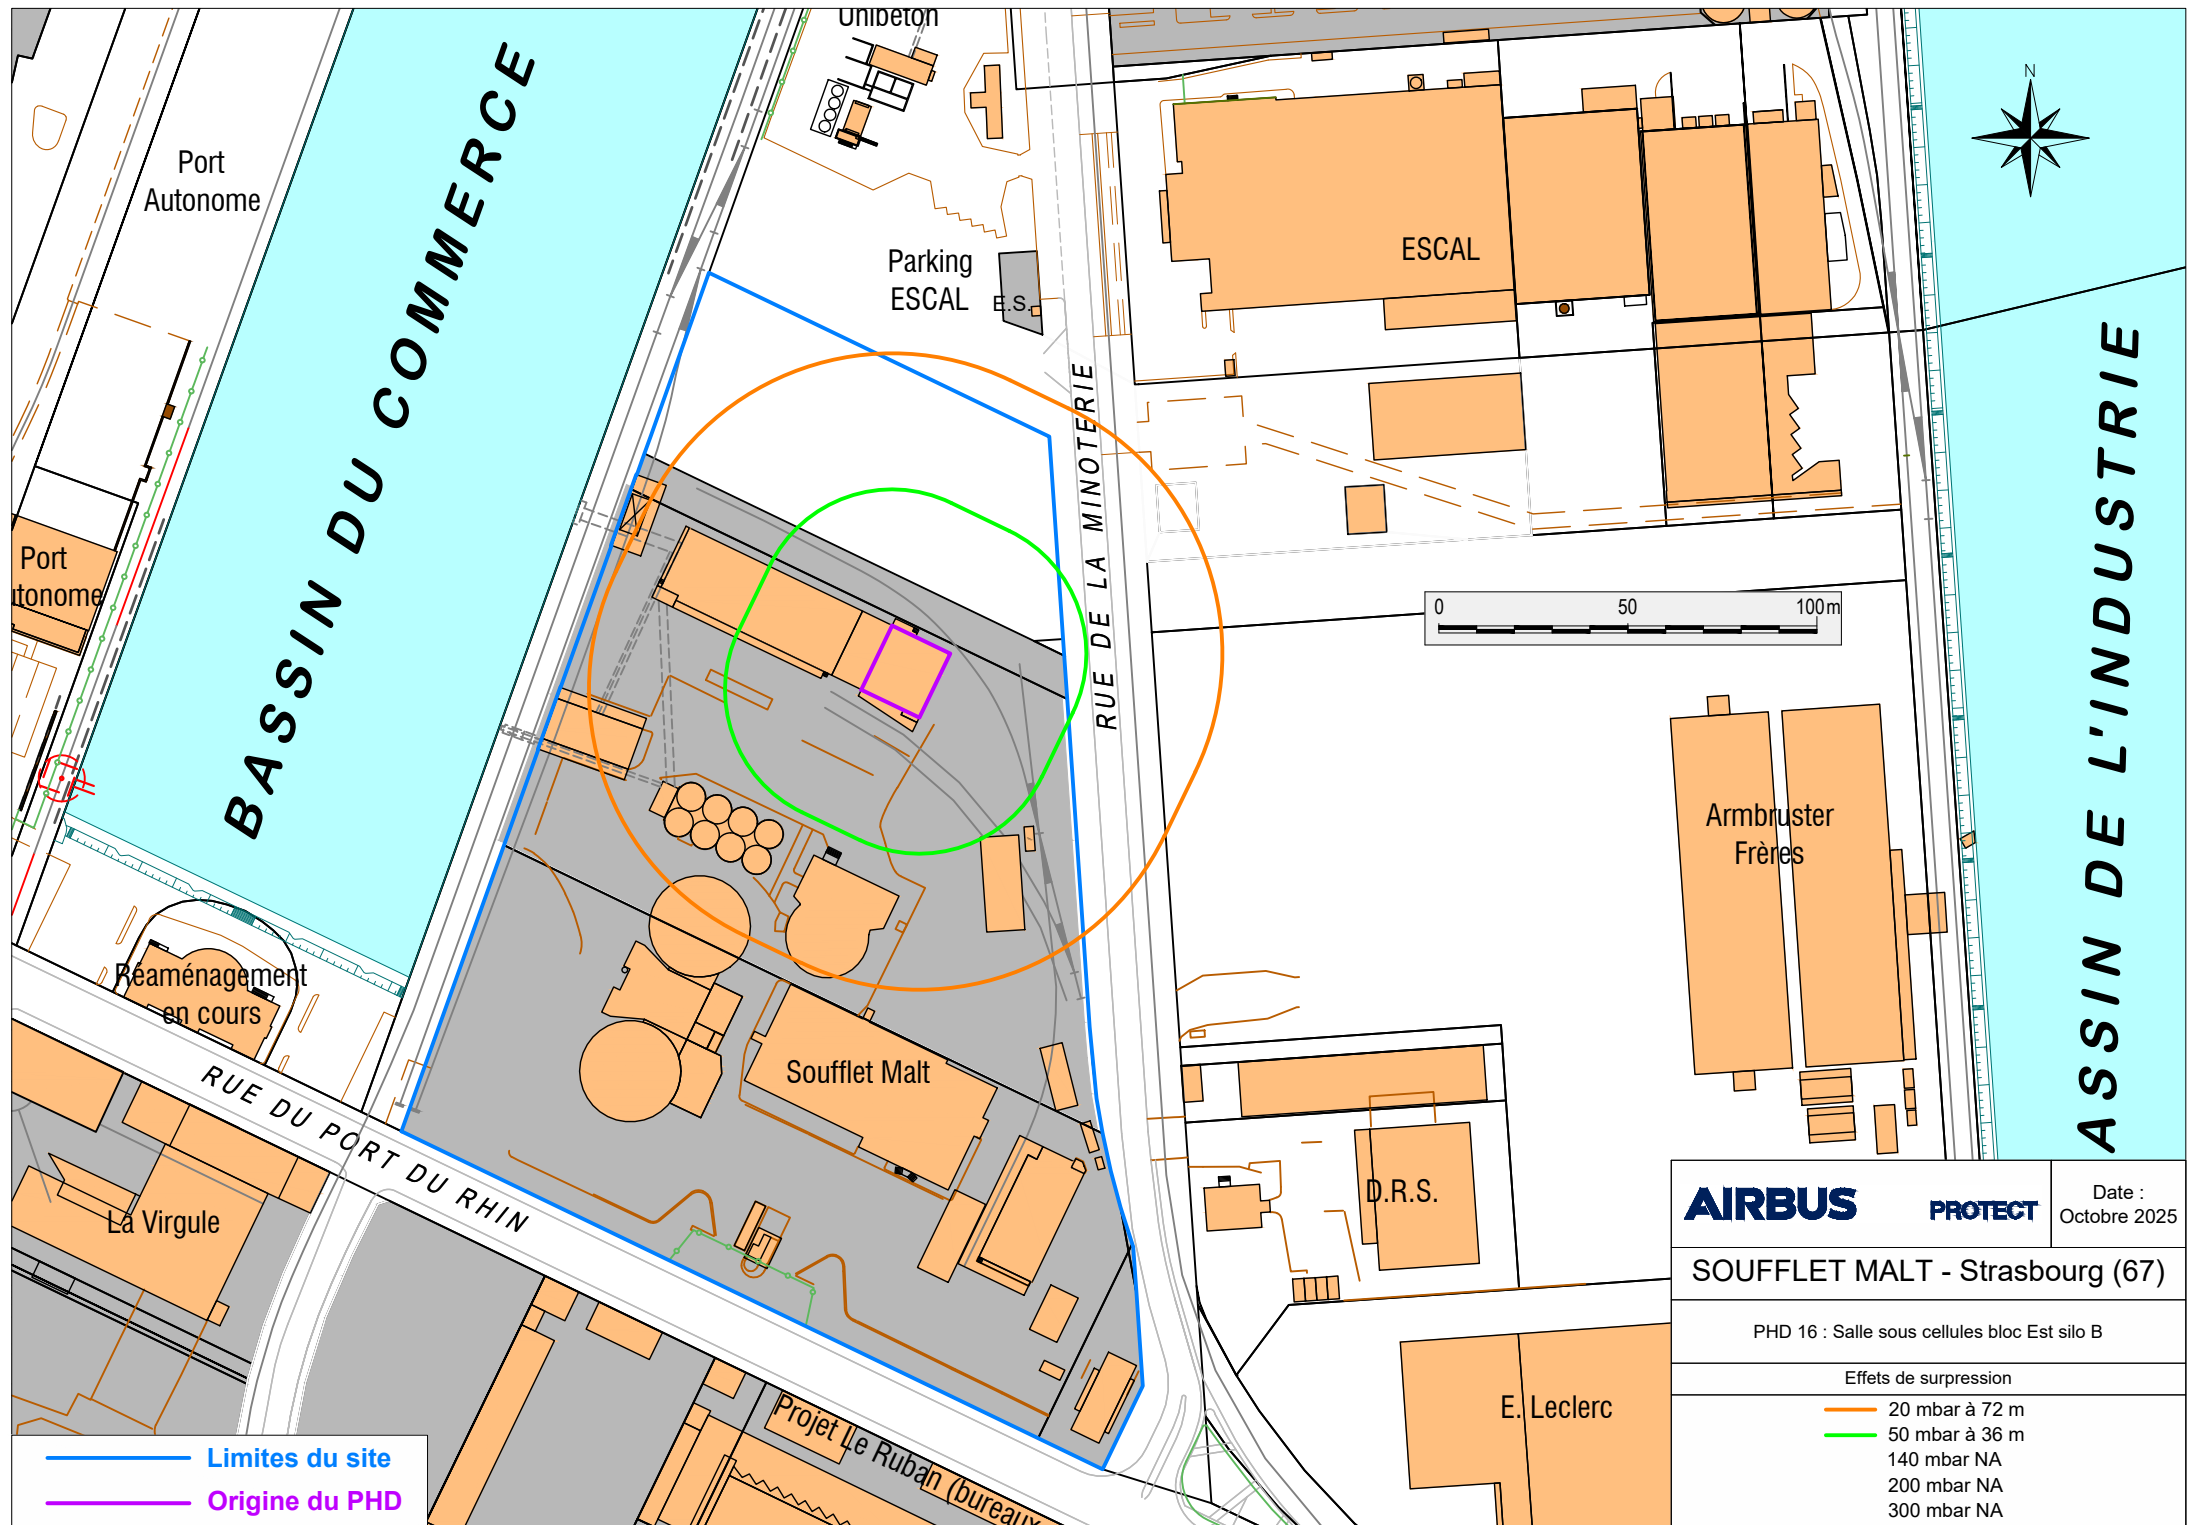 Unibéton
BASSIN DU COMMERCE
Port
Autonome
Parking
ESCAL
E.S.
ESCAL
N
RUE DE LA MINOTERIE
ASSIN DE L'INDUSTRIE
Port
utonome
0 50 100m
Armbruster
Frères
Réaménagement
en cours
RUE DU PORT DU RHIN
Soufflet Malt
La Virgule
D.R.S.
E. Leclerc
Projet Le Ruban (bureaux
Limites du site
Origine du PHD
AIRBUS PROTECT
Date :
Octobre 2025
SOUFFLET MALT - Strasbourg (67)
PHD 16 : Salle sous cellules bloc Est silo B
Effets de surpression
20 mbar à 72 m
50 mbar à 36 m
140 mbar NA
200 mbar NA
300 mbar NA